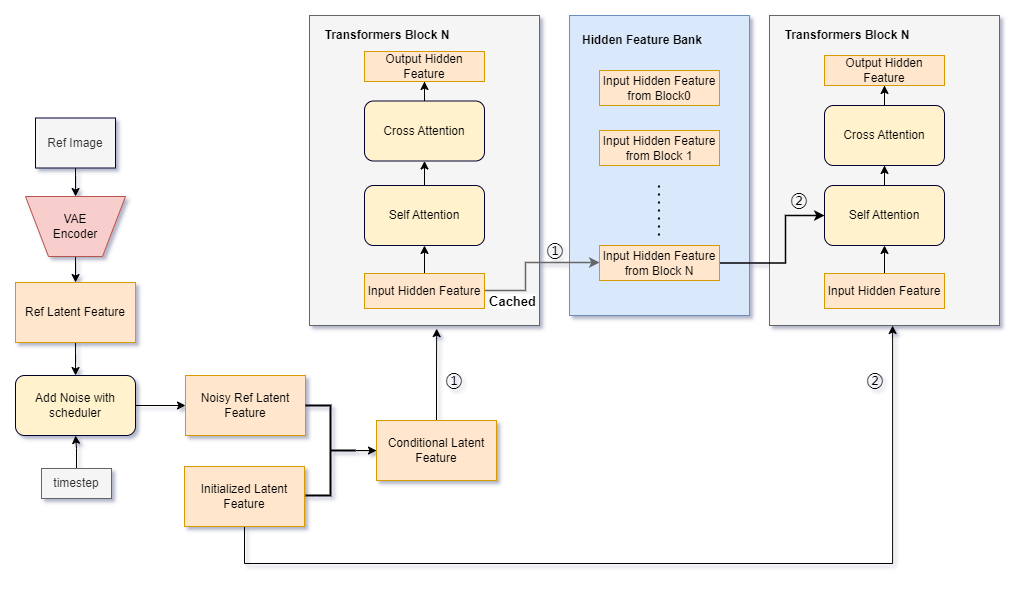 Ref Image
VAE
Encoder
Ref Latent Feature
Add Noise with
scheduler
timestep
Noisy Ref Latent
Feature
Initialized Latent
Feature
Conditional Latent
Feature
①
Transformers Block N
Output Hidden
Feature
Cross Attention
Self Attention
Input Hidden Feature
Cached
①
Hidden Feature Bank
Input Hidden Feature
from Block0
Input Hidden Feature
from Block 1
Input Hidden Feature
from Block N
②
Transformers Block N
Output Hidden
Feature
Cross Attention
Self Attention
Input Hidden Feature
②